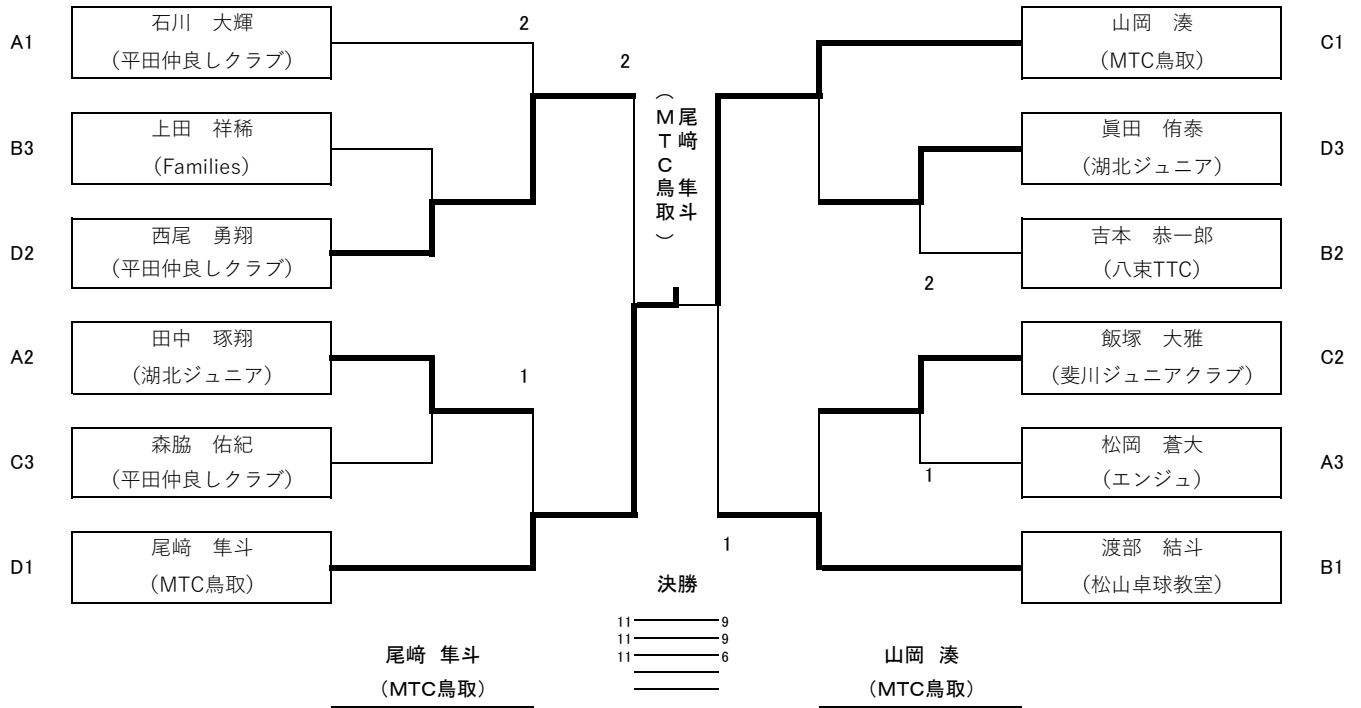 A1
石川　大輝
（平田仲良しクラブ）
2
B3
上田　祥稀
（Families）
D2
西尾　勇翔
（平田仲良しクラブ）
2
A2
田中　琢翔
（湖北ジュニア）
1
C3
森脇　佑紀
（平田仲良しクラブ）
D1
尾﨑　隼斗
（MTC鳥取）
尾﨑　隼斗
（MTC鳥取）
山岡　湊
（MTC鳥取）
C1
眞田　侑泰
（湖北ジュニア）
D3
吉本　恭一郎
（八束TTC）
B2
2
飯塚　大雅
（斐川ジュニアクラブ）
C2
松岡　蒼大
（エンジュ）
A3
1
渡部　結斗
（松山卓球教室）
B1
1
決勝
11 9
11 9
11 6
尾﨑　隼斗
（MTC鳥取）
山岡　湊
（MTC鳥取）